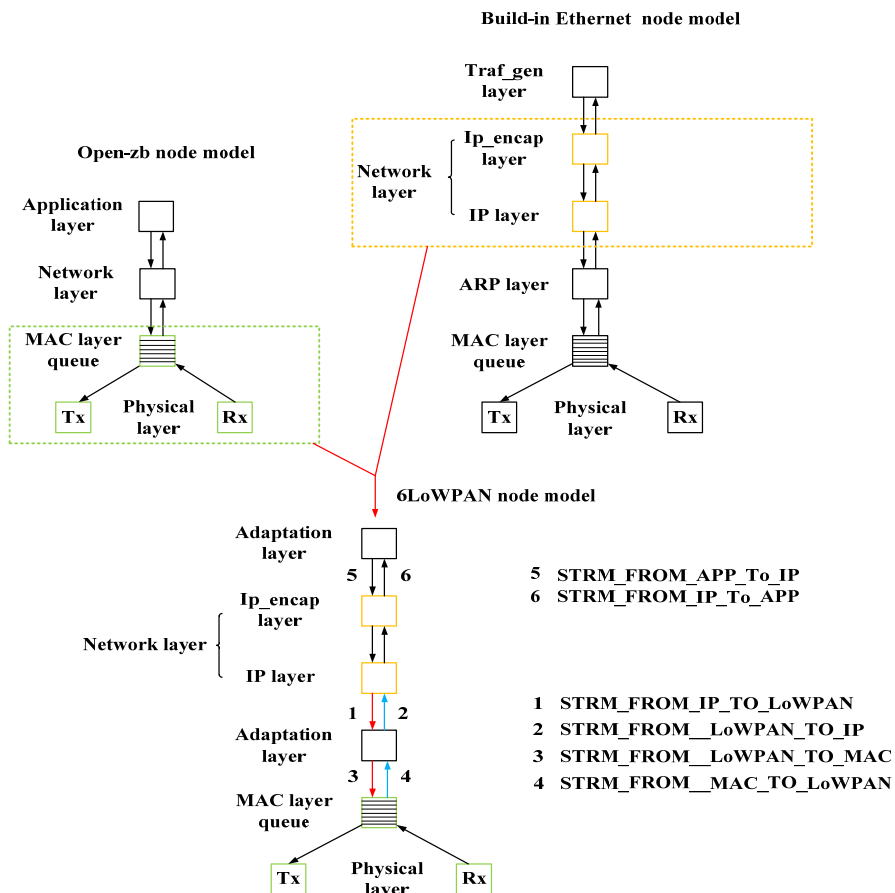 Build-in Ethernet node model
Traf_gen
layer
Ip_encap
layer
Network
layer
IP layer
ARP layer
MAC layer
queue
Tx
Physical
layer
Rx
Open-zb node model
Application
layer
Network
layer
MAC layer
queue
Tx
Physical
layer
Rx
6LoWPAN node model
Adaptation
layer
5
6
Ip_encap
layer
Network layer
IP layer
1
2
Adaptation
layer
3
4
MAC layer
queue
Tx
Physical
layer
Rx
5 STRM_FROM_APP_To_IP
6 STRM_FROM_IP_To_APP
1 STRM_FROM_IP_TO_LoWPAN
2 STRM_FROM__LoWPAN_TO_IP
3 STRM_FROM__LoWPAN_TO_MAC
4 STRM_FROM__MAC_TO_LoWPAN